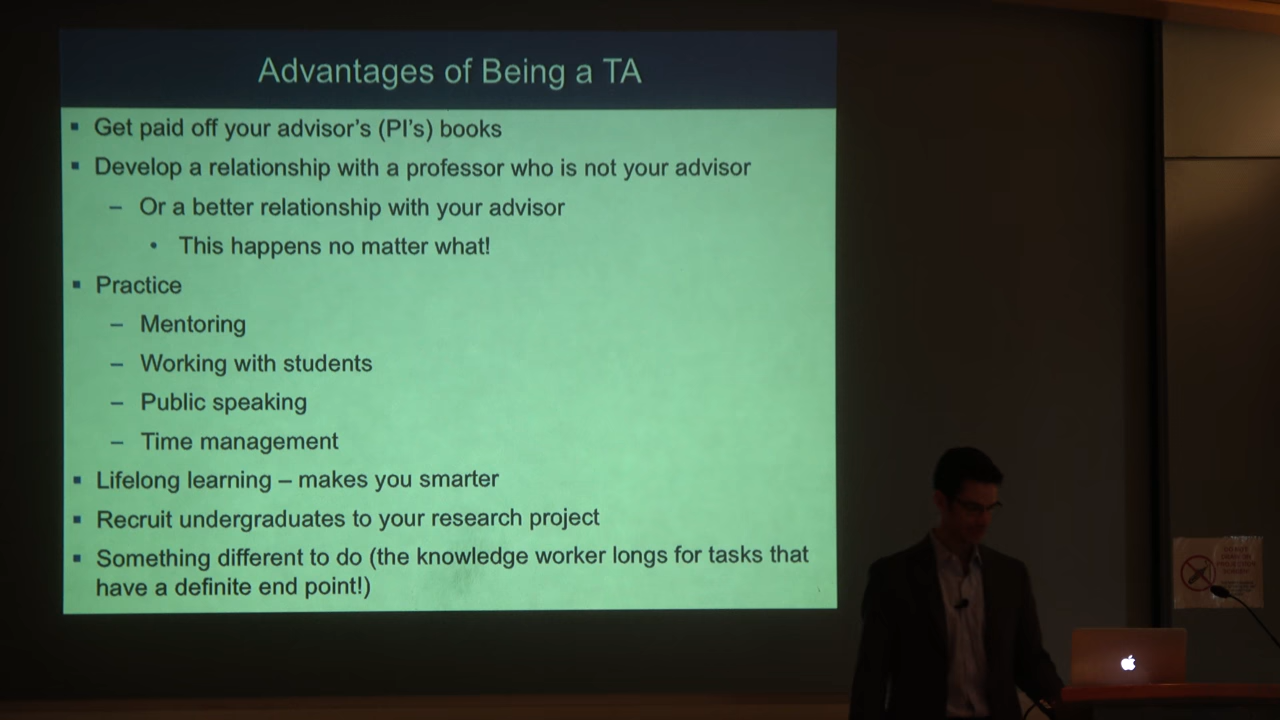 Advantages of Being a TA
▪ Get paid off your advisor's (PI's) books
▪ Develop a relationship with a professor who is not your advisor
– Or a better relationship with your advisor
• This happens no matter what!
▪ Practice
– Mentoring
– Working with students
– Public speaking
– Time management
▪ Lifelong learning – makes you smarter
▪ Recruit undergraduates to your research project
▪ Something different to do (the knowledge worker longs for tasks that
have a definite end point!)